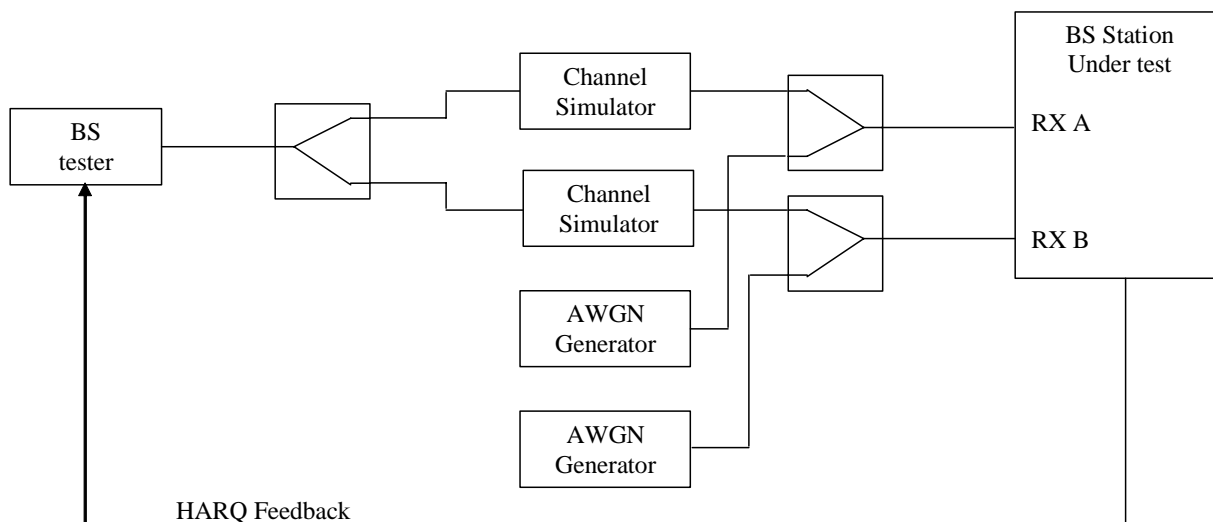 BS
tester
Channel
Simulator
Channel
Simulator
AWGN
Generator
AWGN
Generator
BS Station
Under test
RX A
RX B
HARQ Feedback